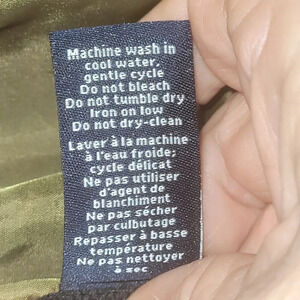 Machine wash in
cool water,
gentle cycle
Do not bleach
Do not tumble dry
Iron on low
Do not dry-clean
Laver à la machine
à l'eau froide;
cycle délicat
Ne pas utiliser
d'agent de
blanchiment
Ne pas sécher
par culbutage
Repasser à basse
température
Ne pas nettoyer
à sec